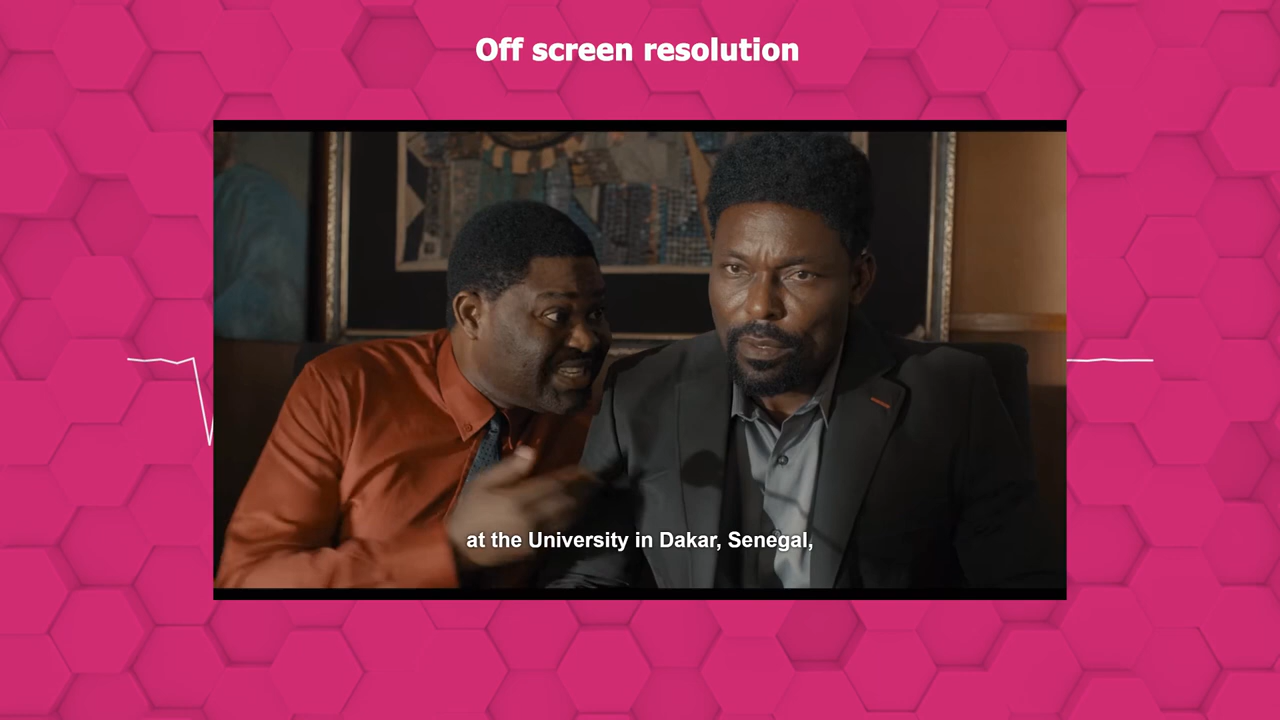 Off screen resolution
at the University in Dakar, Senegal,